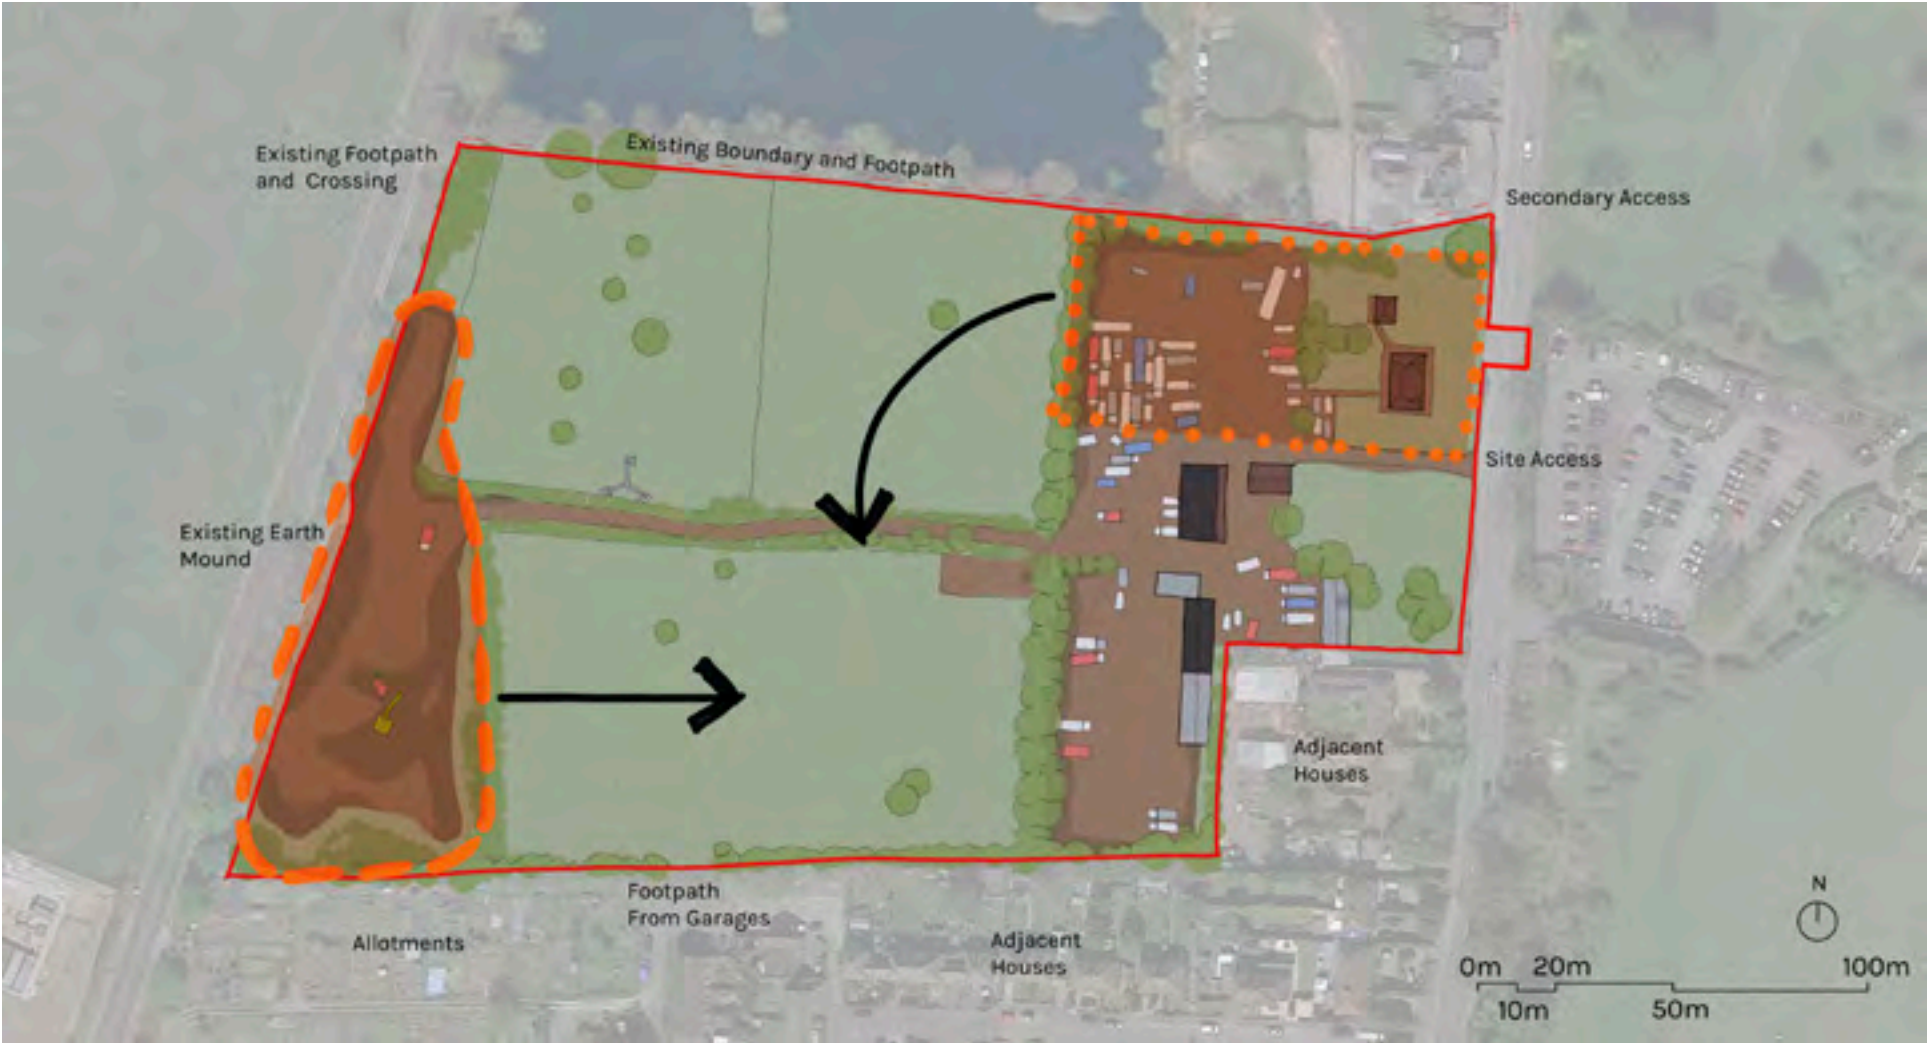 Existing Footpath
and Crossing
Existing Boundary and Footpath
Secondary Access
Site Access
Existing Earth
Mound
Adjacent
Houses
Footpath
From Garages
Allotments
Adjacent
Houses
N
0m 20m 100m
10m 50m